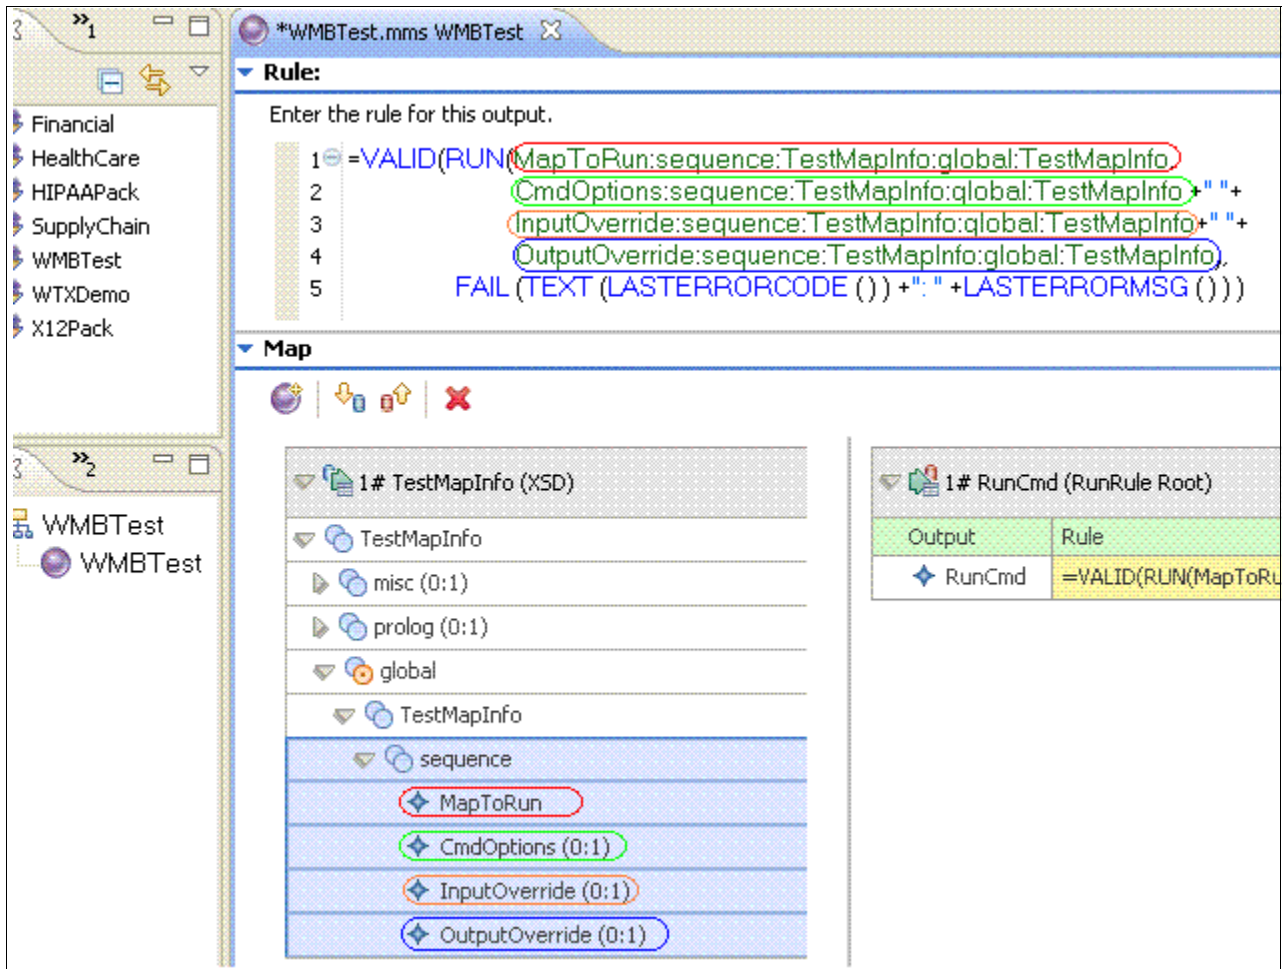 »1
*WMBTest.mms WMBTest
Financial
HealthCare
HIPAAPack
SupplyChain
WMBTest
WTXDemo
X12Pack
»2
WMBTest
WMBTest
Rule:
Enter the rule for this output.
1 =VALID(RUN(MapToRun:sequence:TestMapInfo:global:TestMapInfo,
2 CmdOptions:sequence:TestMapInfo:global:TestMapInfo +" "+
3 InputOverride:sequence:TestMapInfo:global:TestMapInfo+" "+
4 OutputOverride:sequence:TestMapInfo:global:TestMapInfo),
5 FAIL (TEXT (LASTERRORCODE ()) +": " +LASTERRORMSG ()))
Map
1# TestMapInfo (XSD)
TestMapInfo
misc (0:1)
prolog (0:1)
global
TestMapInfo
sequence
MapToRun
CmdOptions (0:1)
InputOverride (0:1)
OutputOverride (0:1)
1# RunCmd (RunRule Root)
Output Rule
RunCmd =VALID(RUN(MapToRu